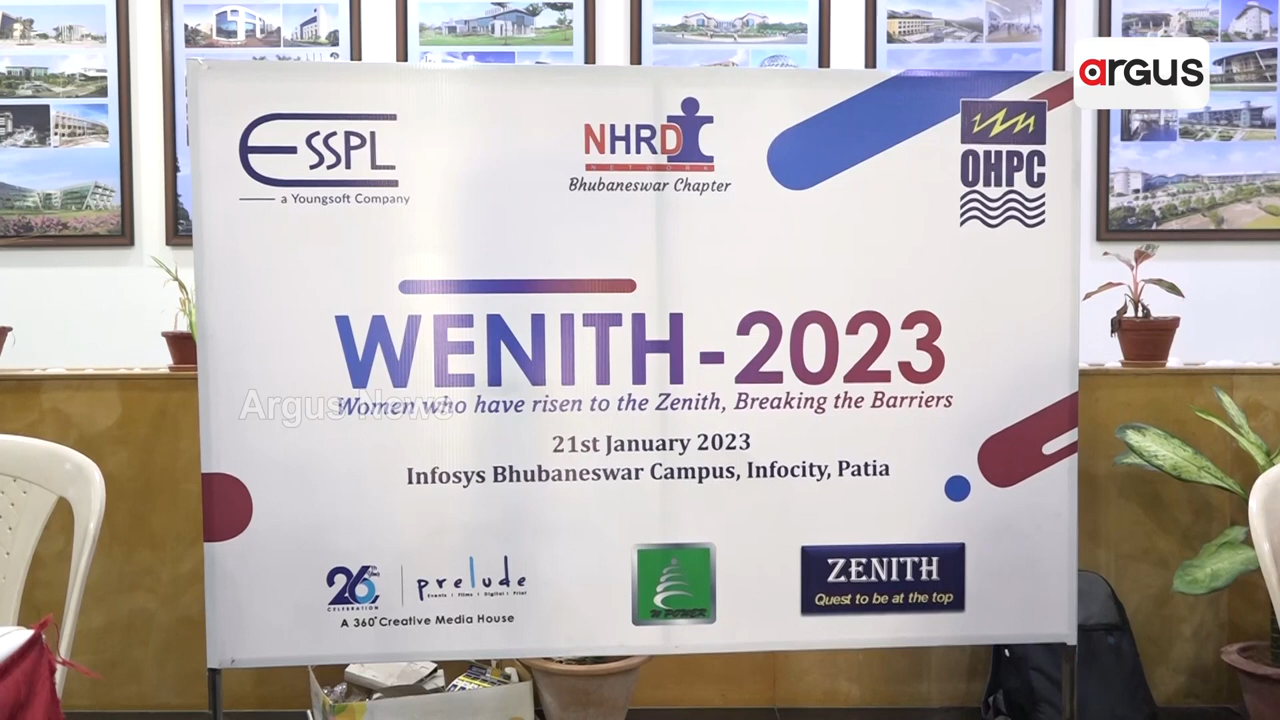 argus
ESSPL
a Youngsoft Company
NHRD
NETWORK
Bhubaneswar Chapter
OHPC
WENITH-2023
Women who have risen to the Zenith, Breaking the Barriers
Argus News
21st January 2023
Infosys Bhubaneswar Campus, Infocity, Patia
26
CELEBRATION
prelude
Events | Films | Digital | Print
A 360° Creative Media House
W POWER
ZENITH
Quest to be at the top